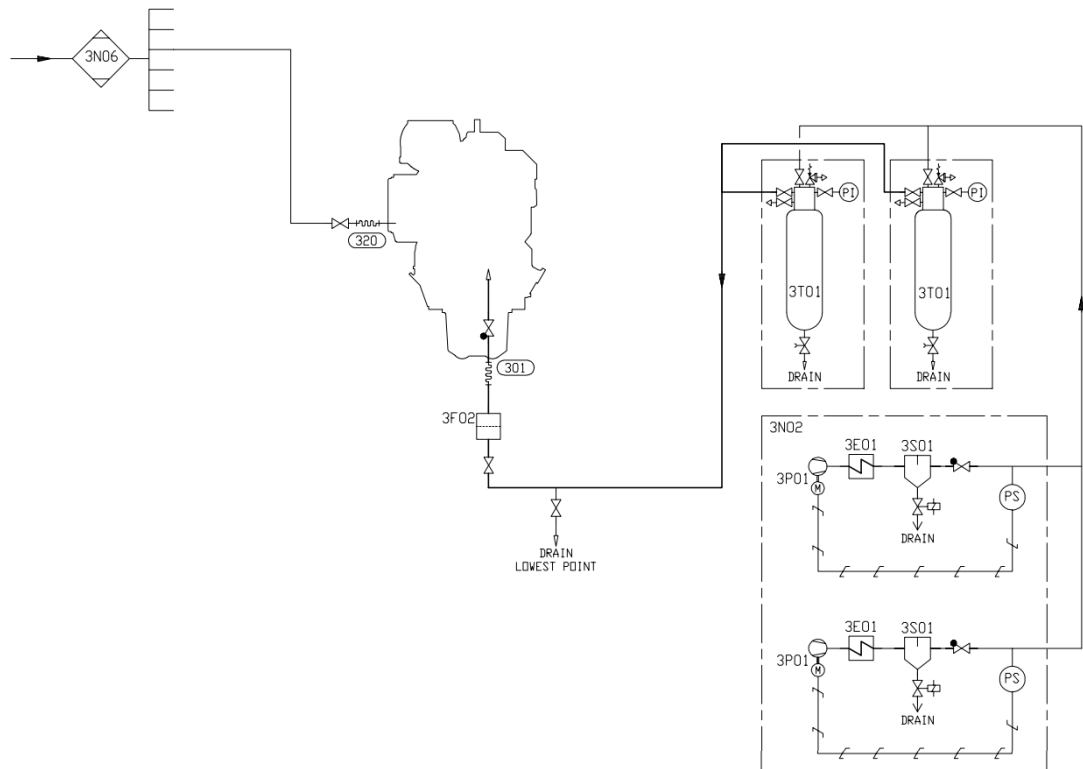 3N06
320
301
3F02
DRAIN
LOWEST POINT
PI
PI
3T01
3T01
DRAIN
DRAIN
3N02
3E01
3S01
3P01
M
PS
DRAIN
3E01
3S01
3P01
M
PS
DRAIN